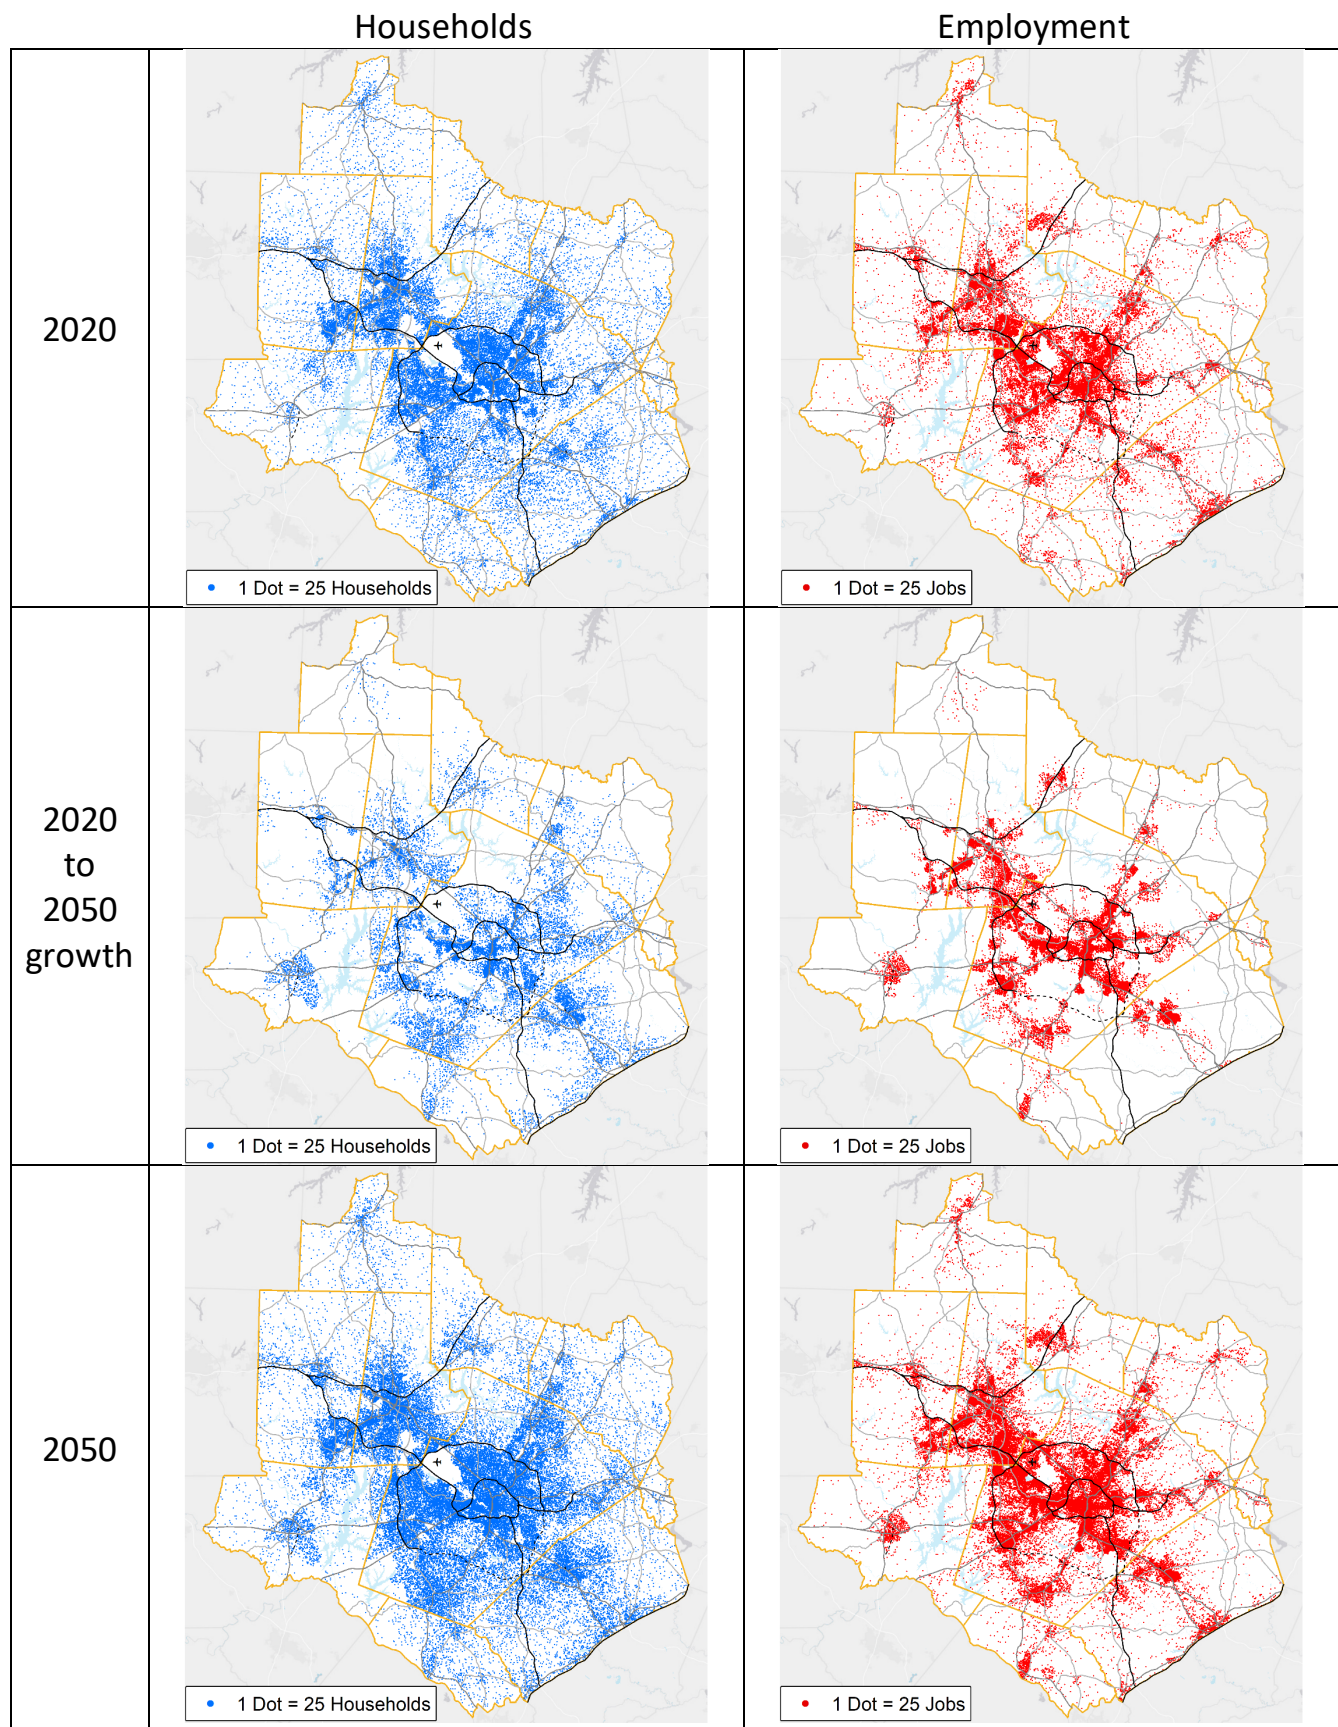 Households
Employment
2020
1 Dot = 25 Households
1 Dot = 25 Jobs
2020
to
2050
growth
1 Dot = 25 Households
1 Dot = 25 Jobs
2050
1 Dot = 25 Households
1 Dot = 25 Jobs